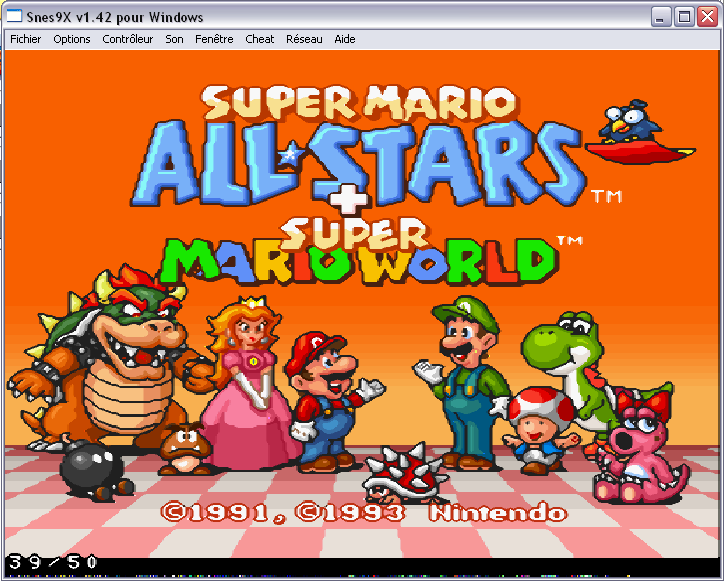 Snes9X v1.42 pour Windows
Fichier Options Contrôleur Son Fenêtre Cheat Réseau Aide
SUPER MARIO
ALL·STARS TM
+
SUPER
MARIO WORLD TM
©1991, ©1993 Nintendo
39/50